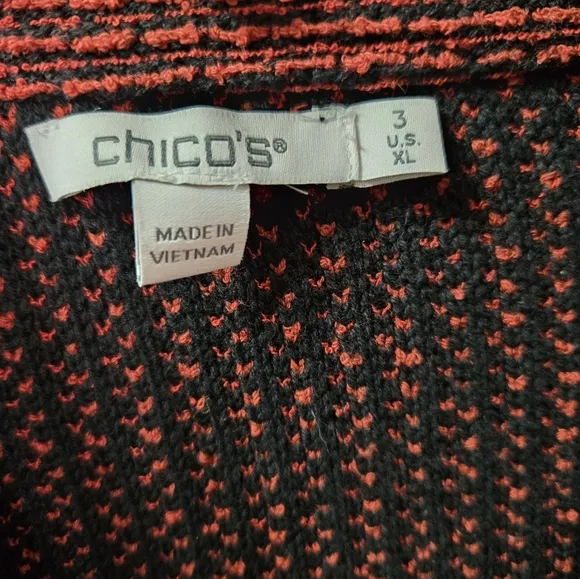 chico's®
3
U.S.
XL
MADE IN
VIETNAM